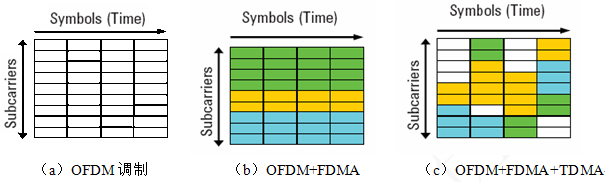 Symbols (Time)
Subcarriers
(a) OFDM 调制
Symbols (Time)
Subcarriers
(b) OFDM+FDMA
Symbols (Time)
Subcarriers
(c) OFDM+FDMA+TDMA